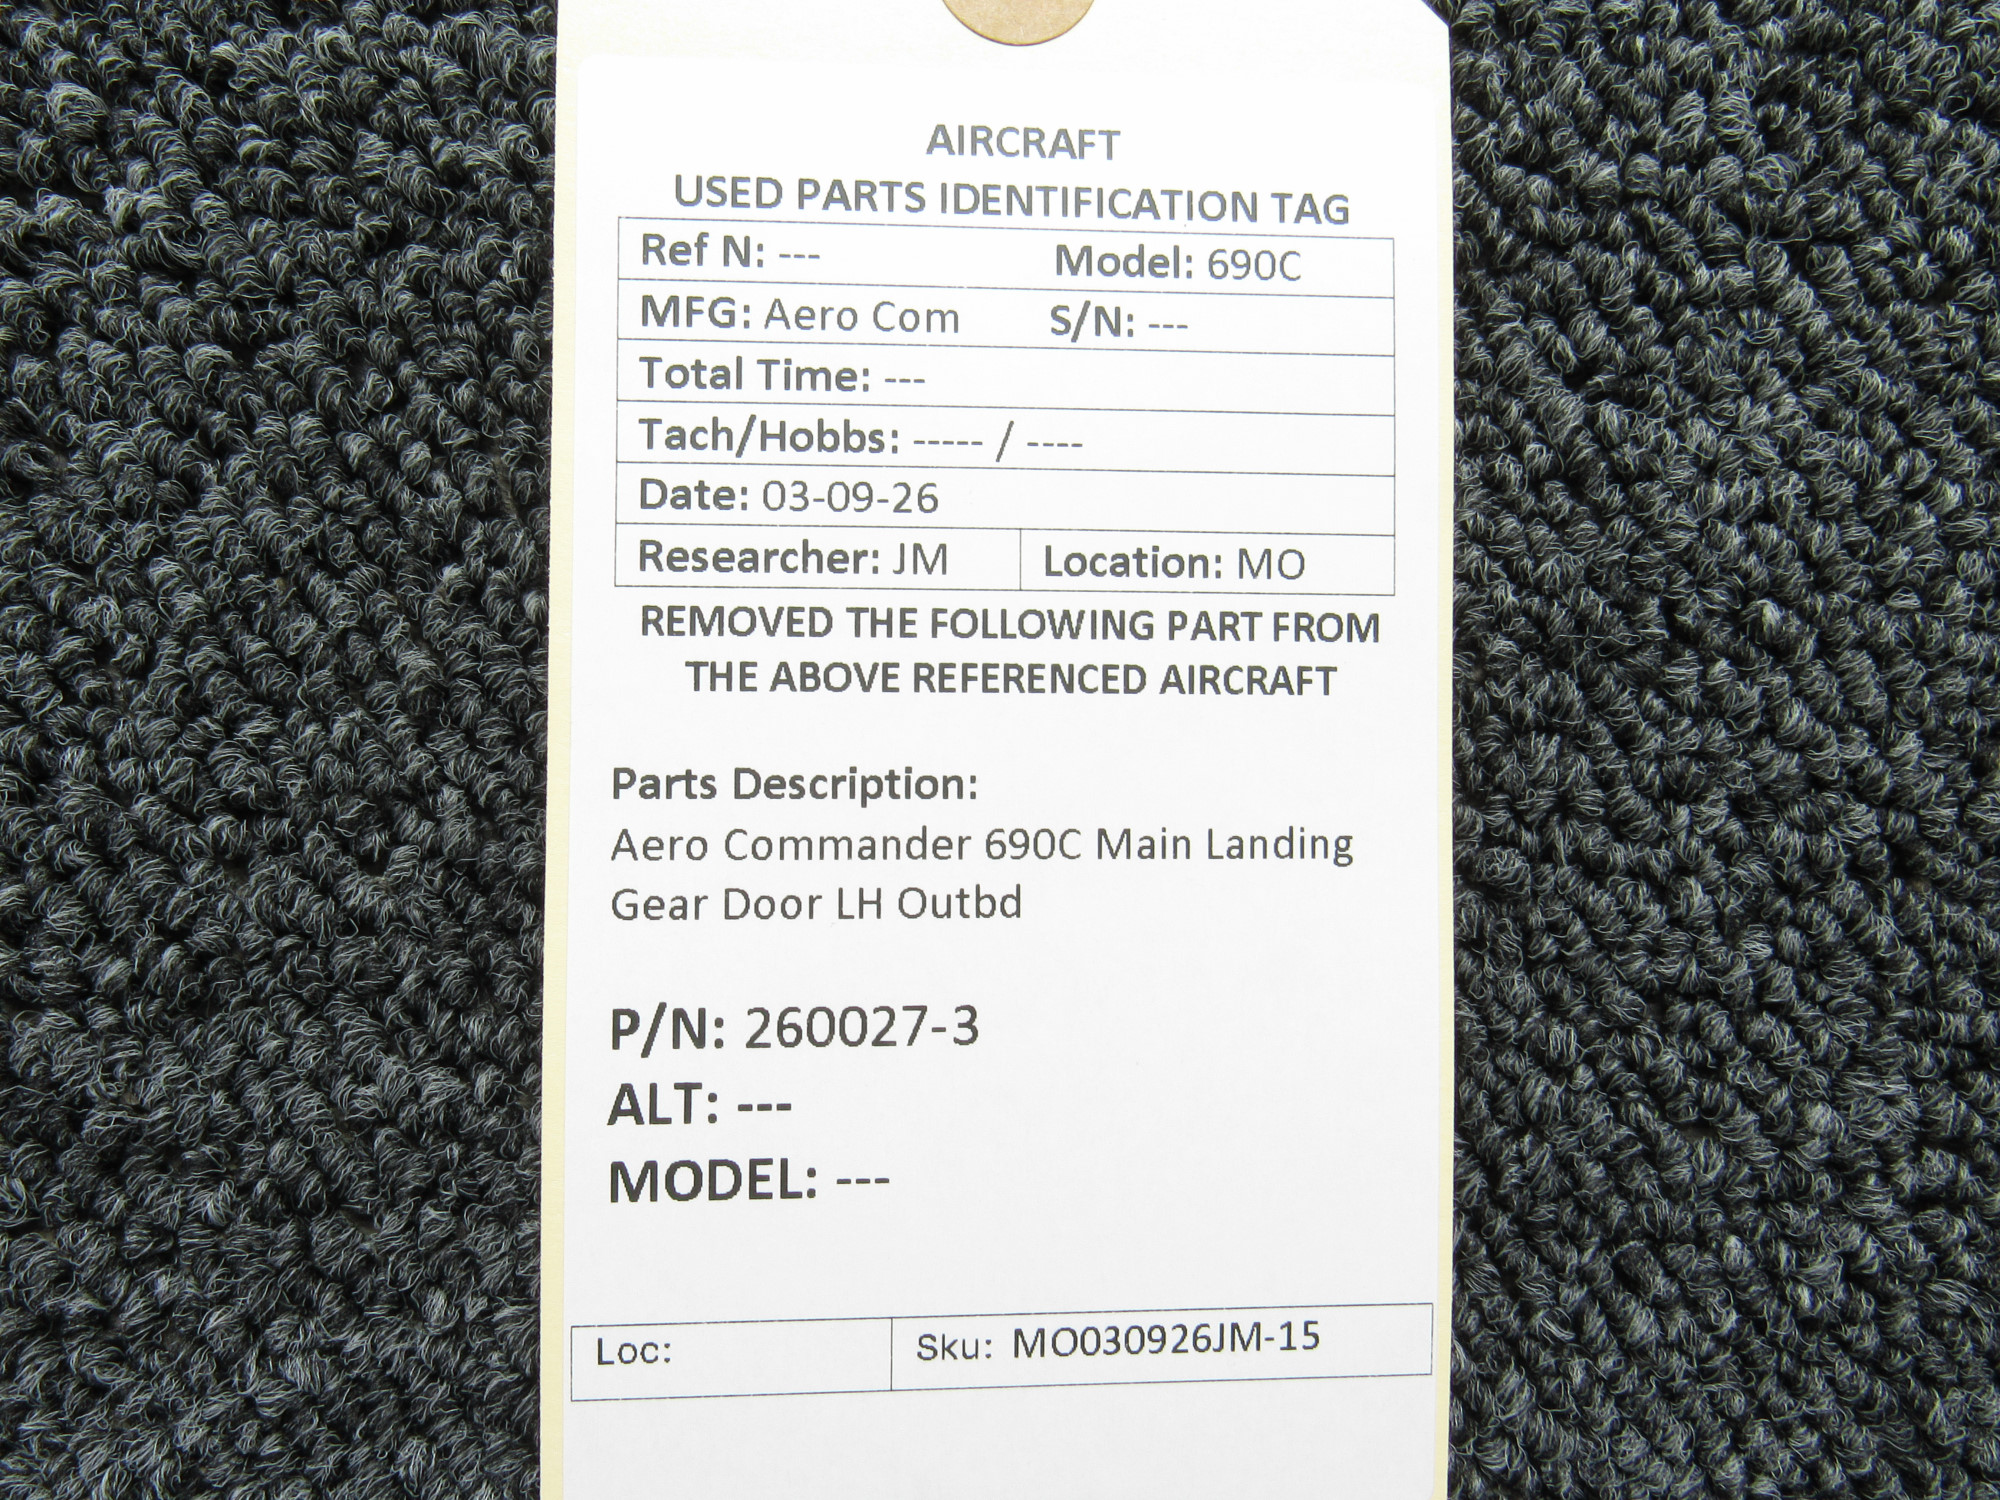 AIRCRAFT
USED PARTS IDENTIFICATION TAG
Ref N: --- Model: 690C
MFG: Aero Com S/N: ---
Total Time: ---
Tach/Hobbs: ----- / ----
Date: 03-09-26
Researcher: JM Location: MO
REMOVED THE FOLLOWING PART FROM
THE ABOVE REFERENCED AIRCRAFT
Parts Description:
Aero Commander 690C Main Landing
Gear Door LH Outbd
P/N: 260027-3
ALT: ---
MODEL: ---
Loc: Sku: MO030926JM-15